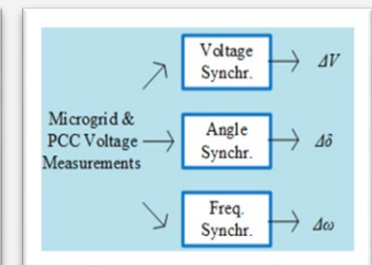 Voltage
Synchr.
ΔV
Microgrid &
PCC Voltage
Measurements
Angle
Synchr.
Δδ
Freq.
Synchr.
Δω